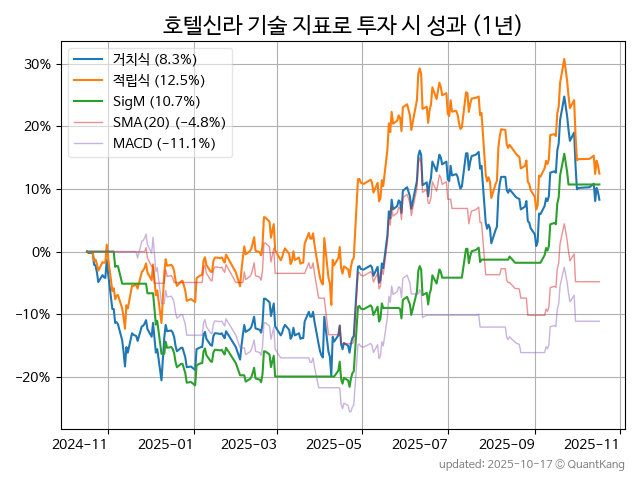 호텔신라 기술 지표로 투자 시 성과 (1년)
거치식 (8.3%)
적립식 (12.5%)
SigM (10.7%)
SMA(20) (−4.8%)
MACD (−11.1%)
30%
20%
10%
0%
−10%
−20%
2024−11 2025−01 2025−03 2025−05 2025−07 2025−09 2025−11
updated: 2025-10-17 © QuantKang